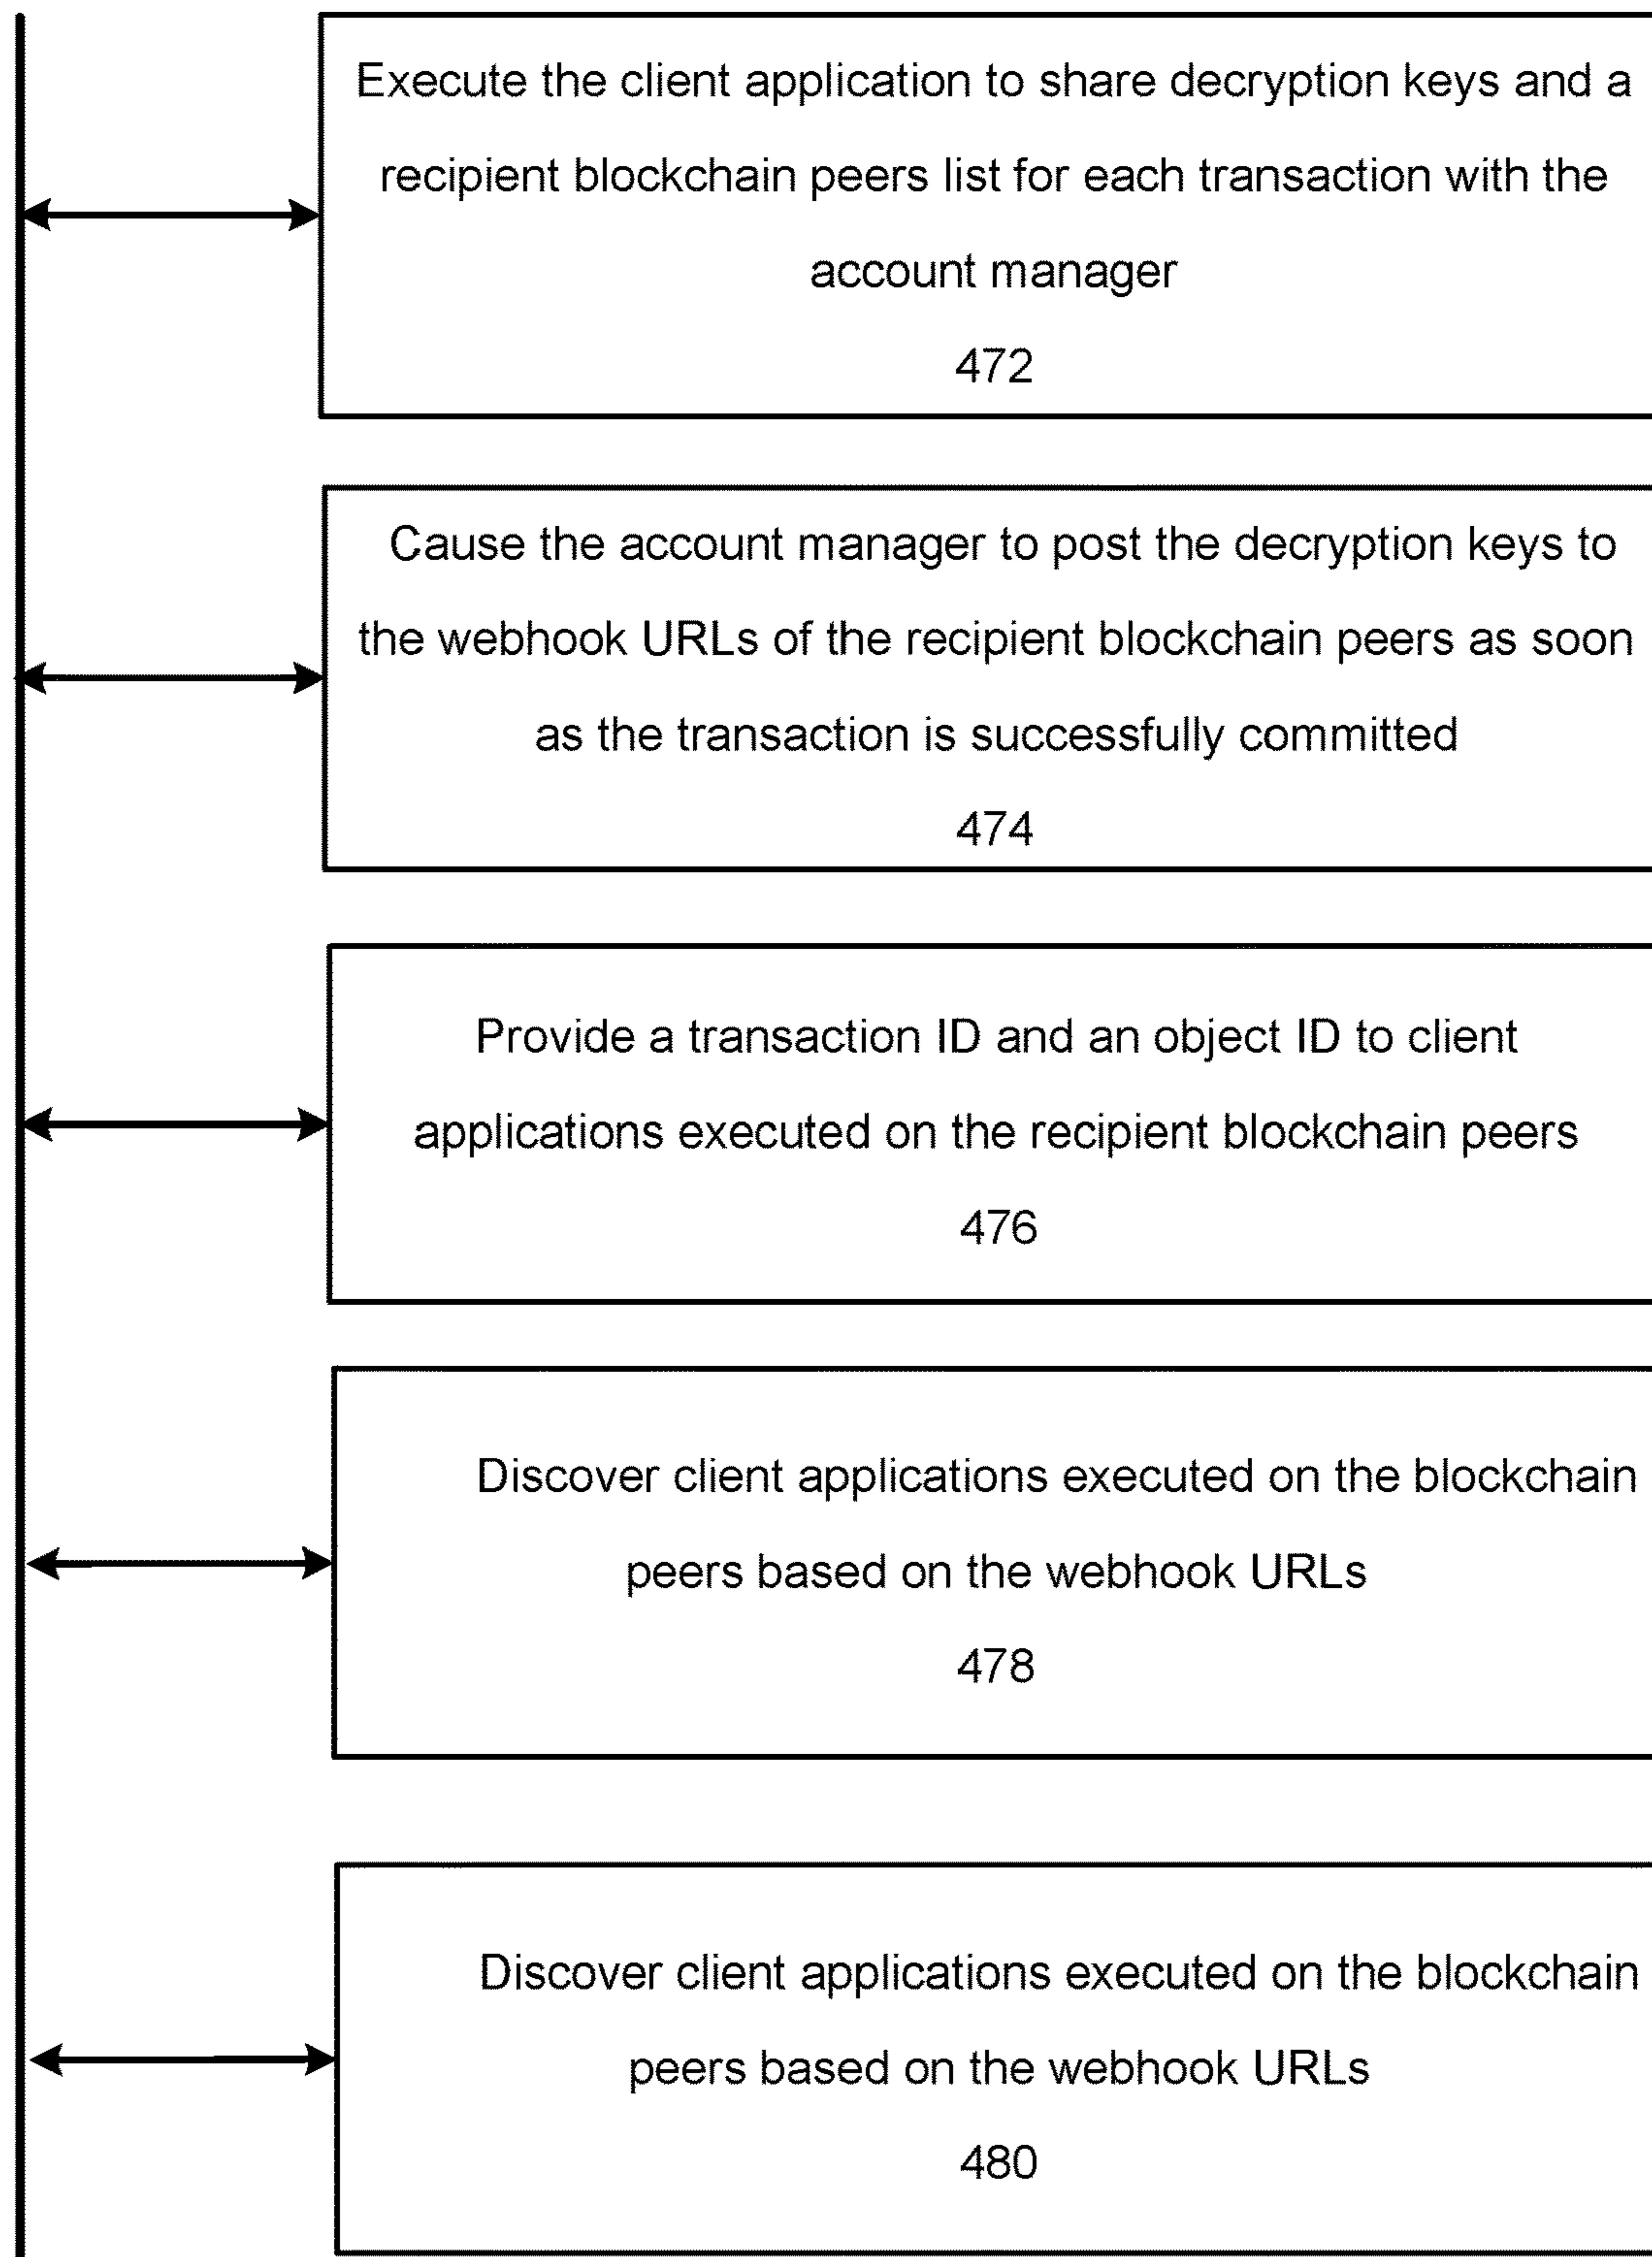 Execute the client application to share decryption keys and a
recipient blockchain peers list for each transaction with the
account manager
472
Cause the account manager to post the decryption keys to
the webhook URLs of the recipient blockchain peers as soon
as the transaction is successfully committed
474
Provide a transaction ID and an object ID to client
applications executed on the recipient blockchain peers
476
Discover client applications executed on the blockchain
peers based on the webhook URLs
478
Discover client applications executed on the blockchain
peers based on the webhook URLs
480